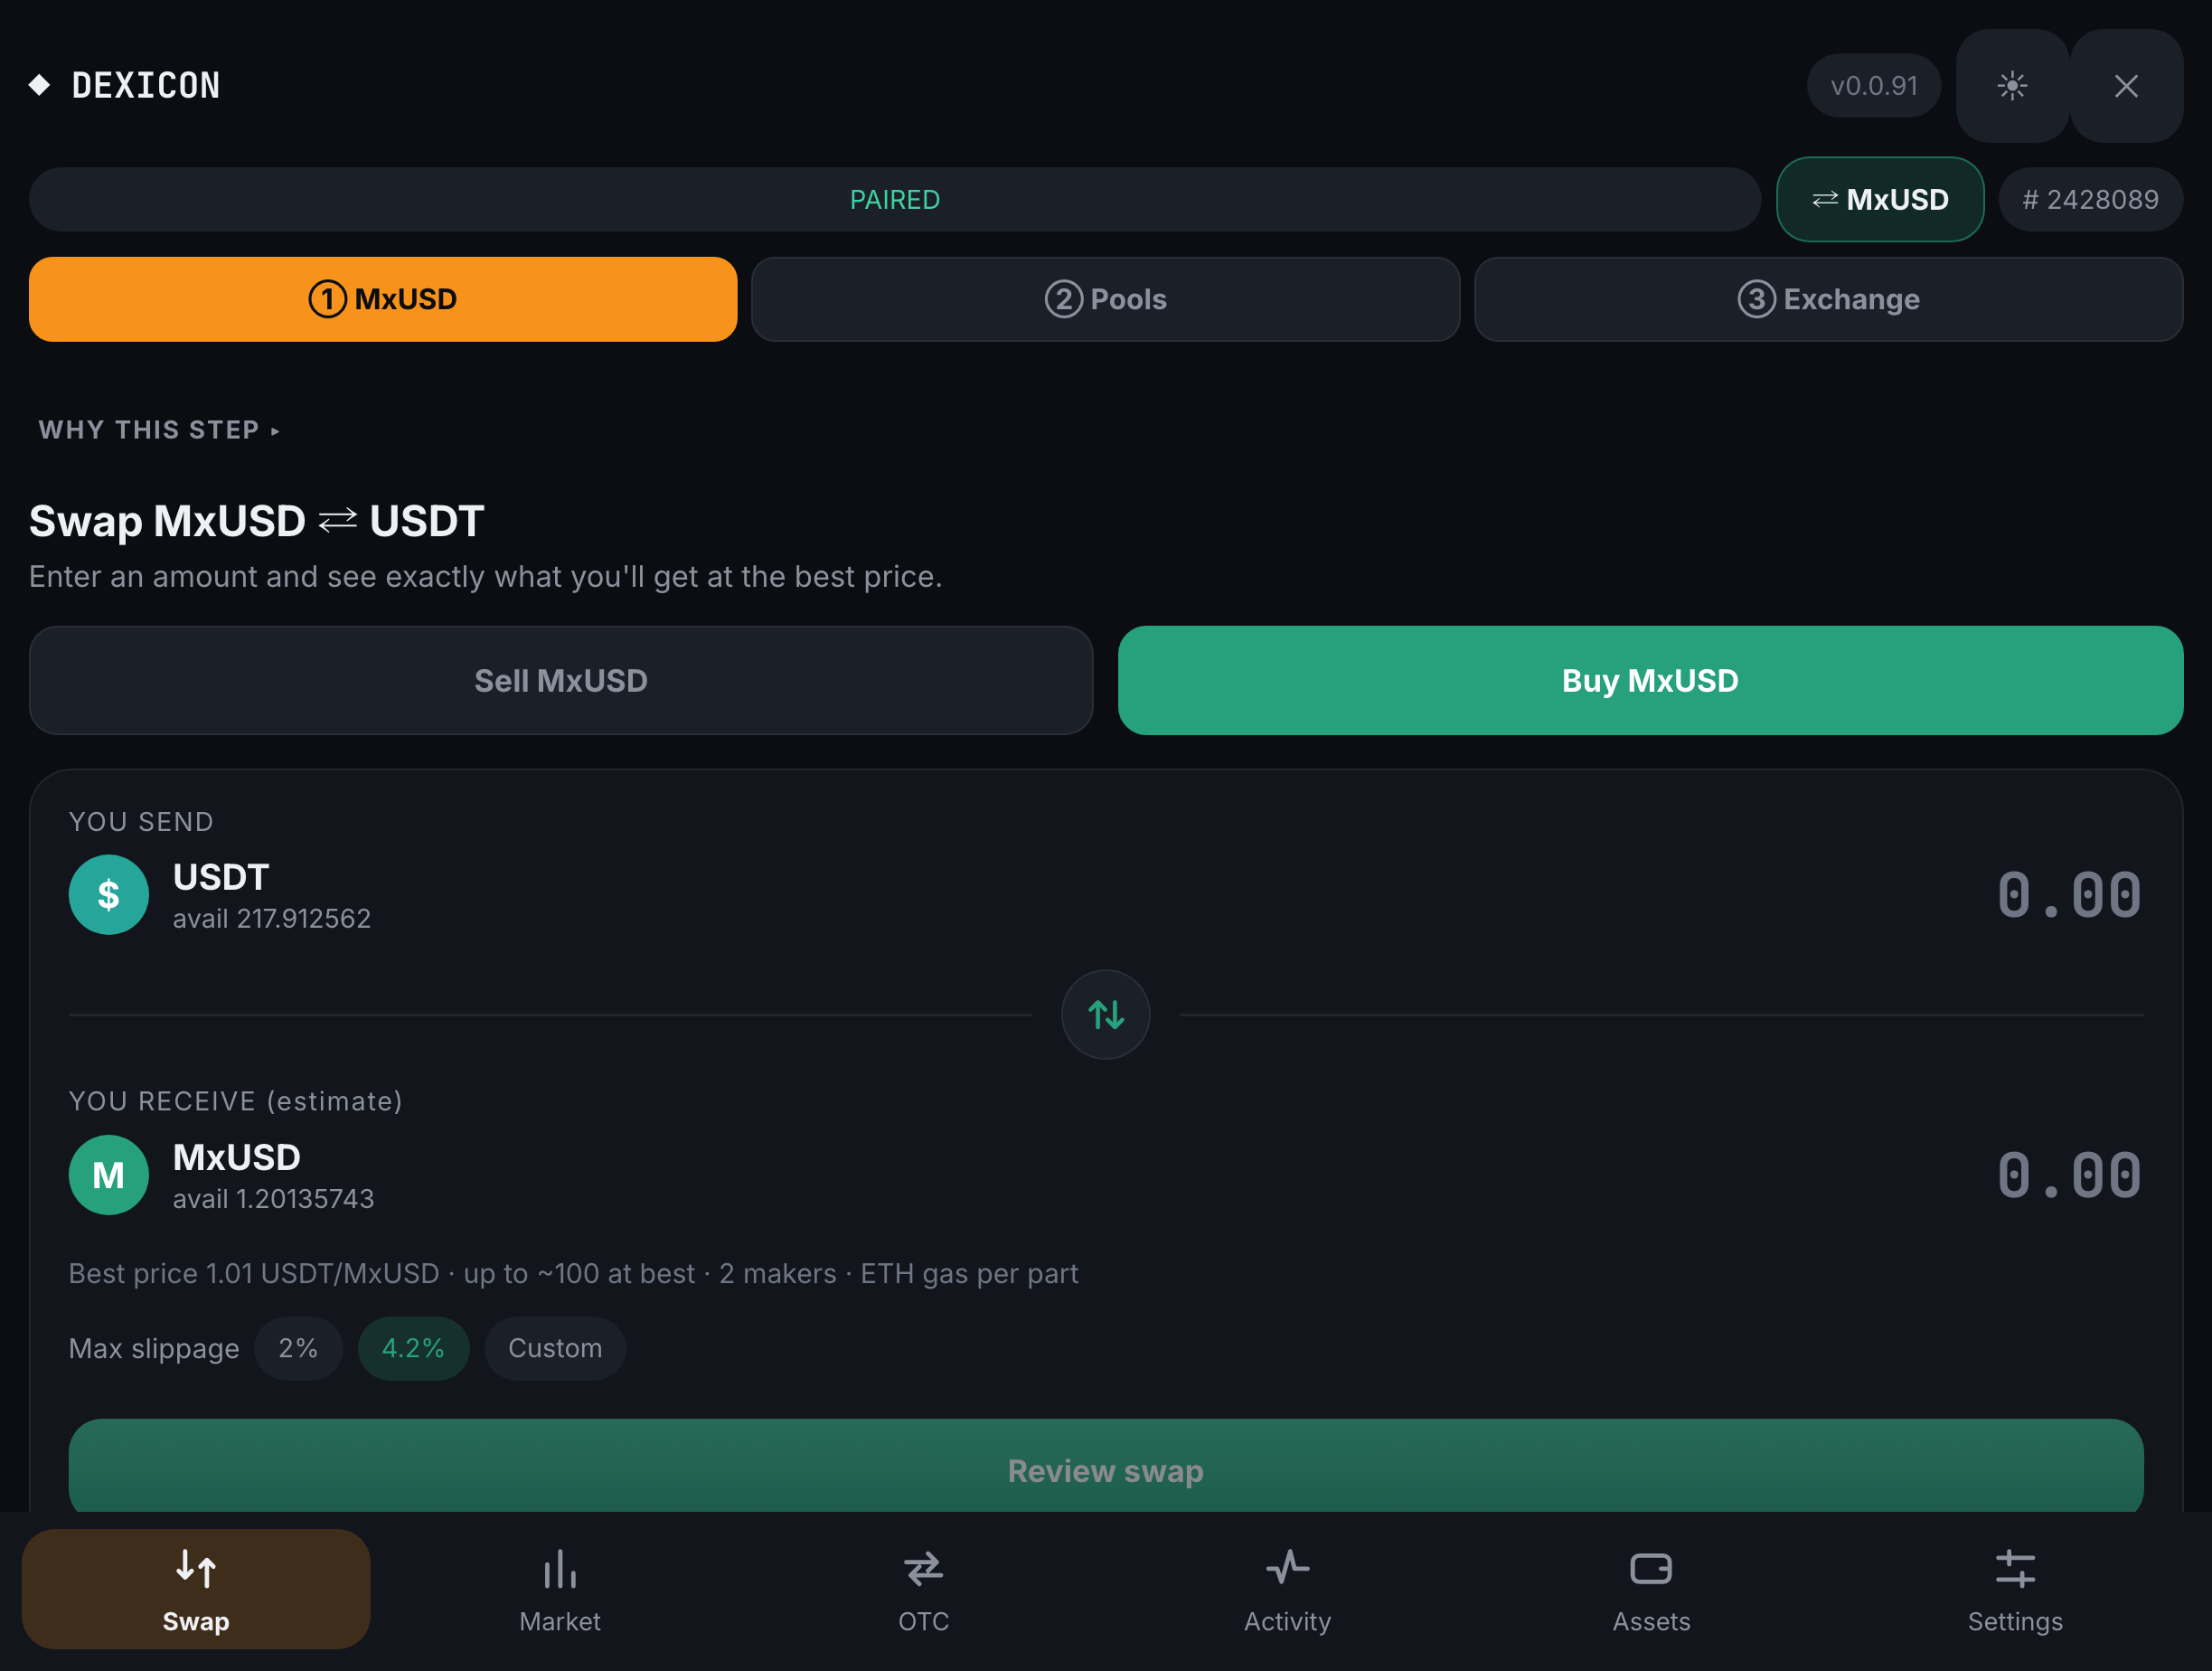 ◆ DEXICON
v0.0.91
PAIRED
⇄ MxUSD
# 2428089
① MxUSD
② Pools
③ Exchange
WHY THIS STEP ▸
Swap MxUSD ⇄ USDT
Enter an amount and see exactly what you'll get at the best price.
Sell MxUSD
Buy MxUSD
YOU SEND
$
USDT
avail 217.912562
0.00
YOU RECEIVE (estimate)
M
MxUSD
avail 1.20135743
0.00
Best price 1.01 USDT/MxUSD · up to ~100 at best · 2 makers · ETH gas per part
Max slippage 2% 4.2% Custom
Review swap
Swap
Market
OTC
Activity
Assets
Settings